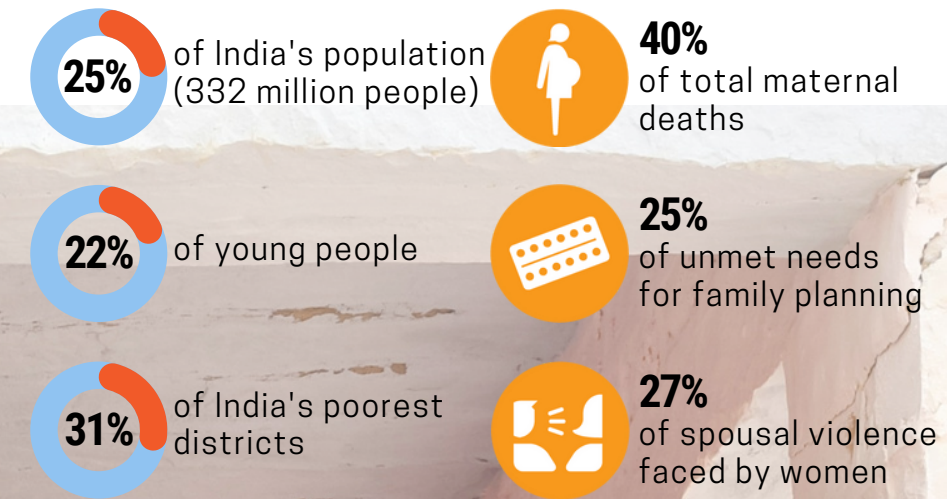 25%
of India's population
(332 million people)
22%
of young people
31%
of India's poorest
districts
40%
of total maternal
deaths
25%
of unmet needs
for family planning
27%
of spousal violence
faced by women